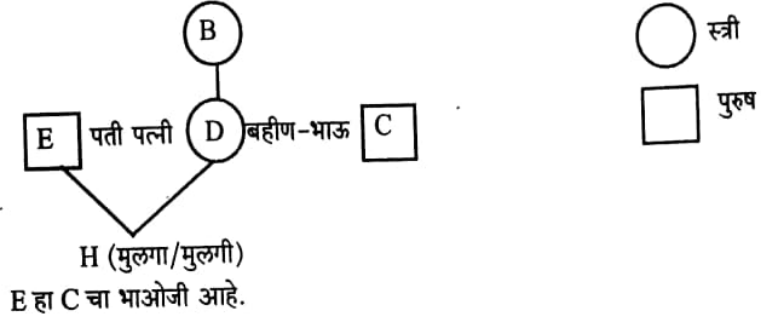 B
स्त्री
E पती पत्नी D बहीण-भाऊ C
पुरुष
H (मुलगा/मुलगी)
E हा C चा भाओजी आहे.